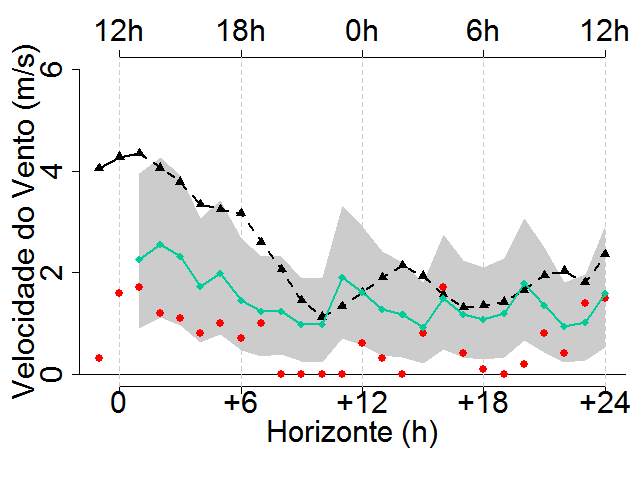 12h 18h 0h 6h 12h
Velocidade do Vento (m/s)
6
4
2
0
0 +6 +12 +18 +24
Horizonte (h)